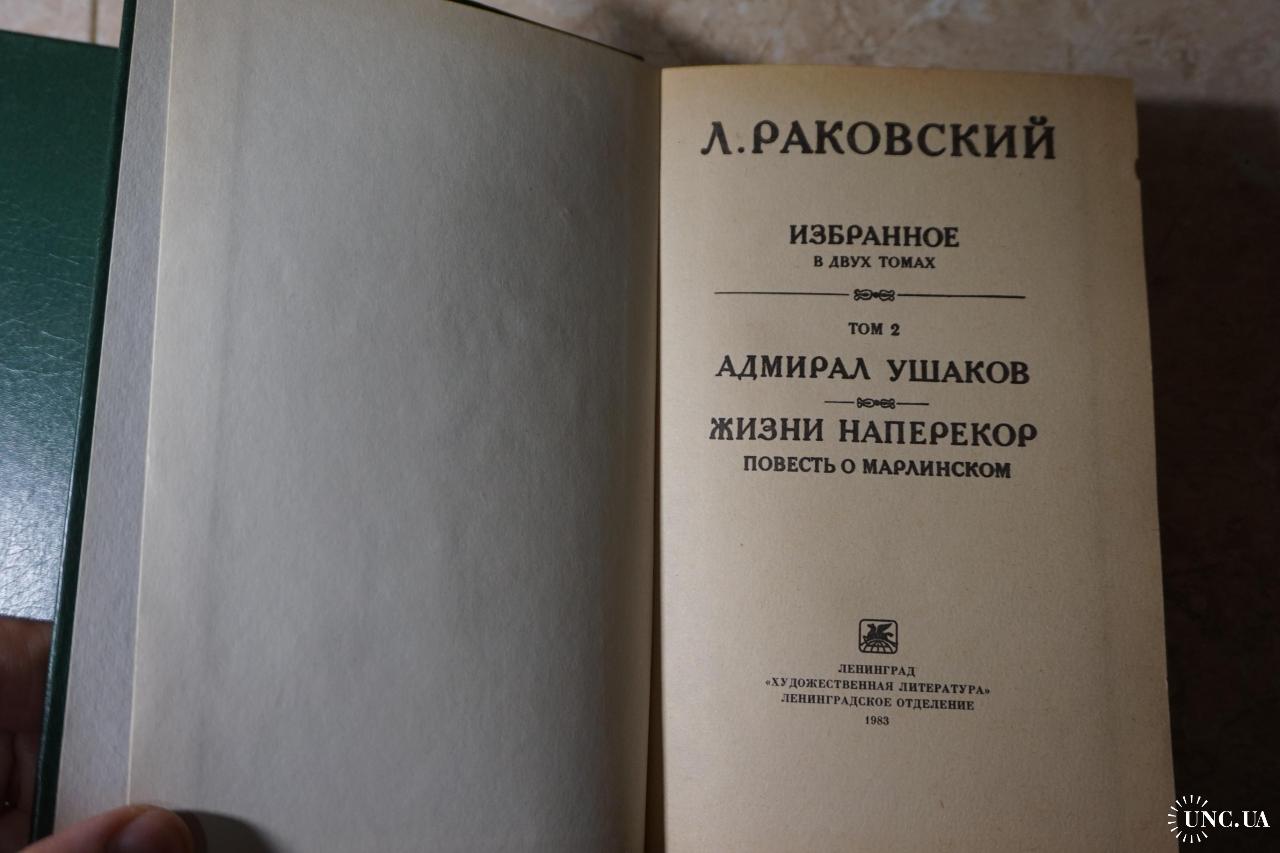 Л.РАКОВСКИЙ
ИЗБРАННОЕ
В ДВУХ ТОМАХ
ТОМ 2
АДМИРАЛ УШАКОВ
ЖИЗНИ НАПЕРЕКОР
ПОВЕСТЬ О МАРЛИНСКОМ
ЛЕНИНГРАД
«ХУДОЖЕСТВЕННАЯ ЛИТЕРАТУРА»
ЛЕНИНГРАДСКОЕ ОТДЕЛЕНИЕ
1983
UNC.UA